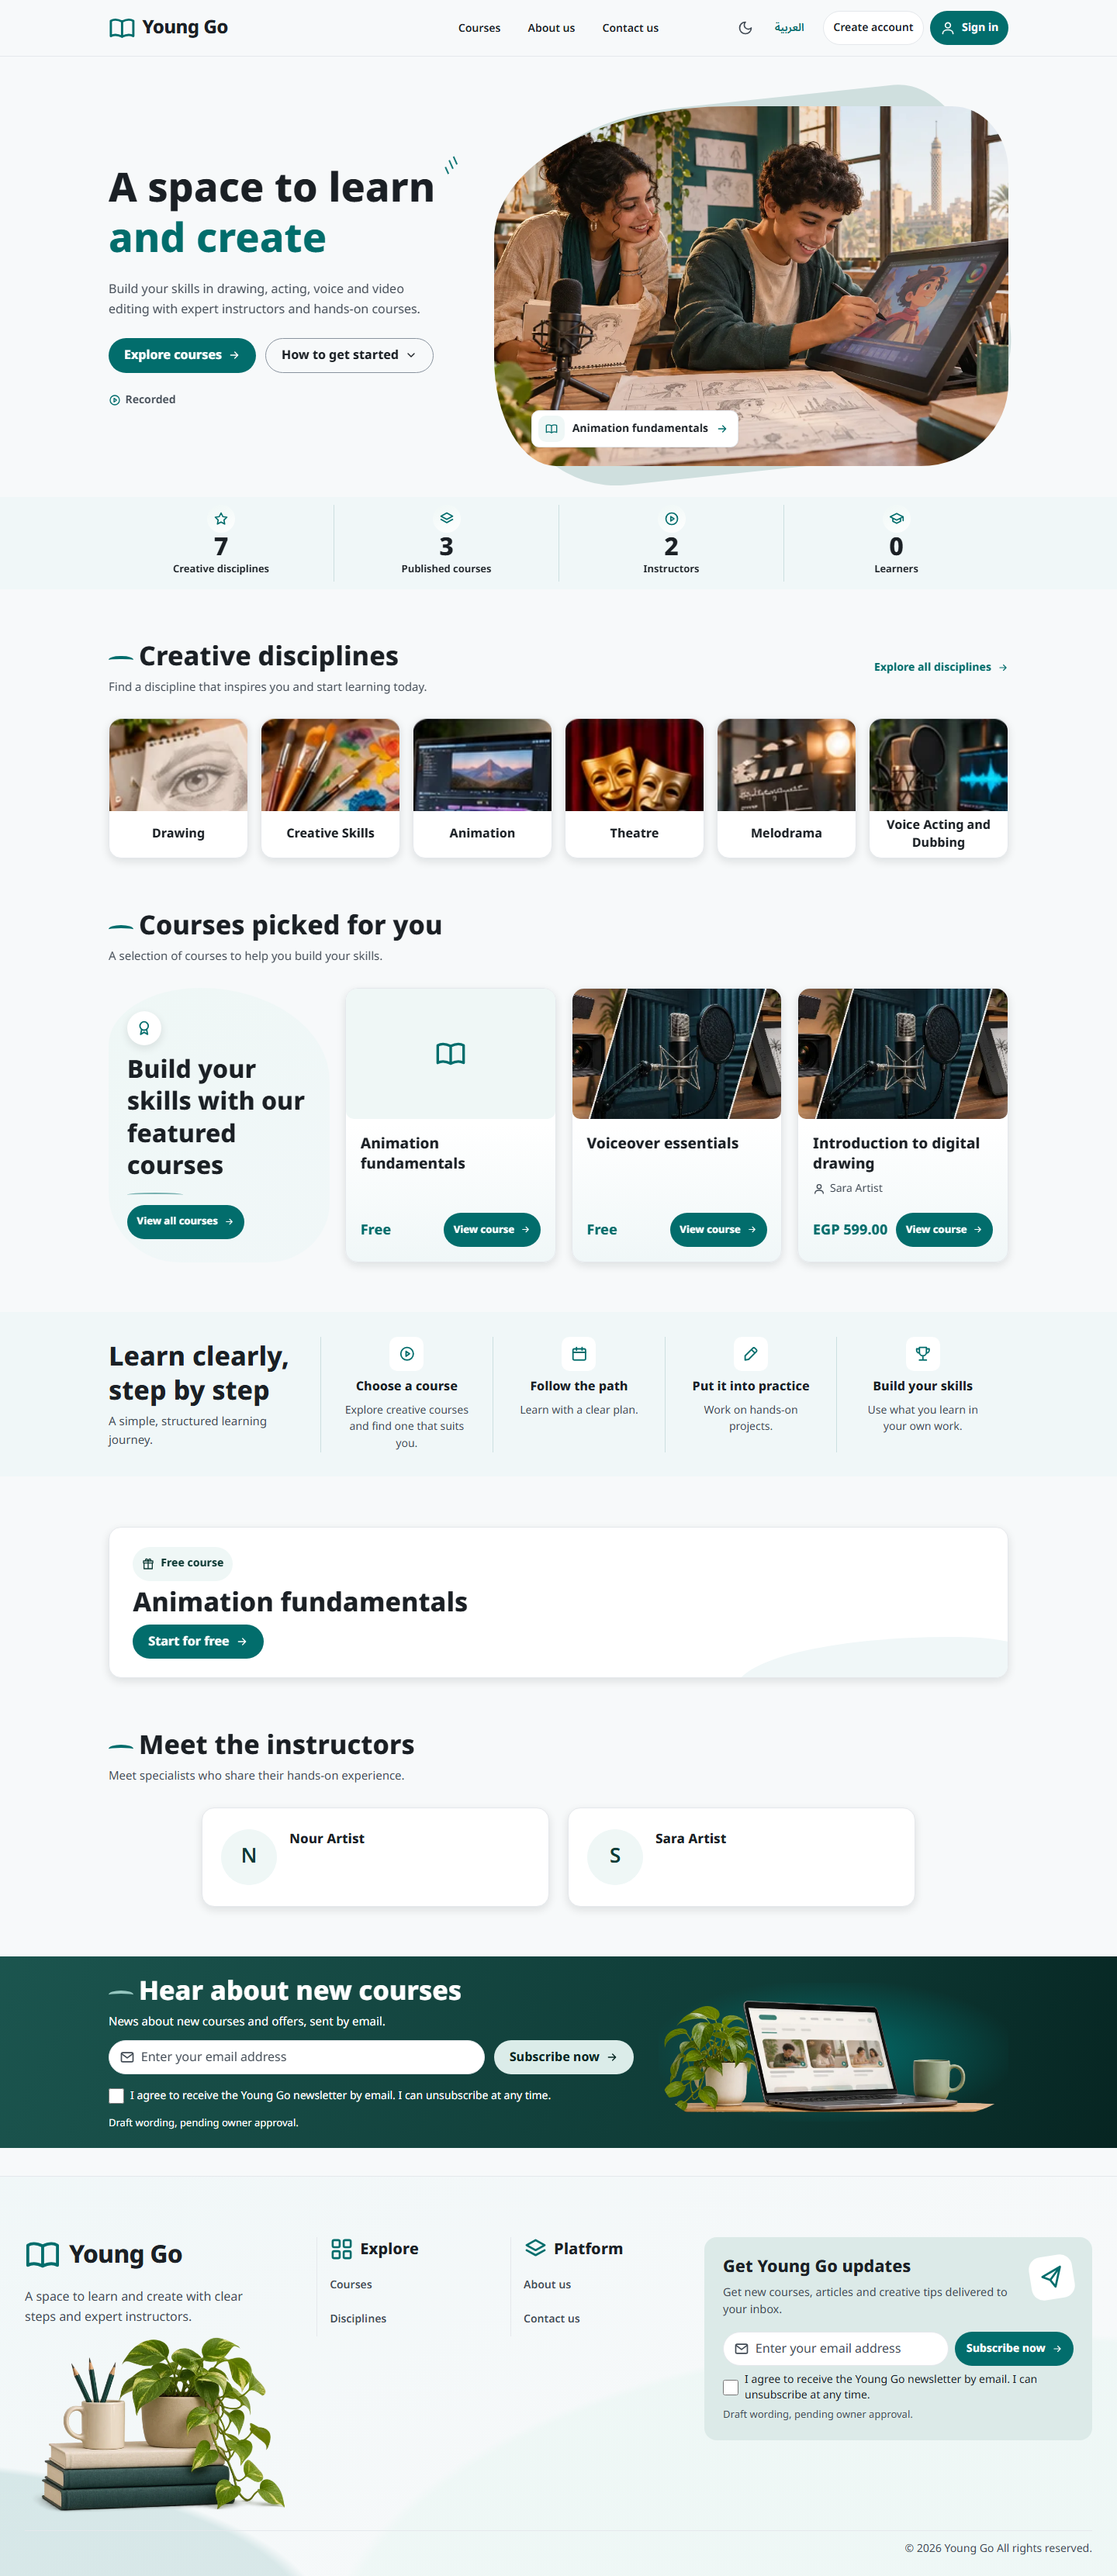 Young Go
Courses
About us
Contact us
العربية
Create account
Sign in
A space to learn
and create
Build your skills in drawing, acting, voice and video
editing with expert instructors and hands-on courses.
Explore courses
How to get started
Recorded
Animation fundamentals
7
Creative disciplines
3
Published courses
2
Instructors
0
Learners
Creative disciplines
Find a discipline that inspires you and start learning today.
Explore all disciplines
Drawing
Creative Skills
Animation
Theatre
Melodrama
Voice Acting and
Dubbing
Courses picked for you
A selection of courses to help you build your skills.
Build your
skills with our
featured
courses
View all courses
Animation
fundamentals
Free
View course
Voiceover essentials
Free
View course
Introduction to digital
drawing
Sara Artist
EGP 599.00
View course
Learn clearly,
step by step
A simple, structured learning
journey.
Choose a course
Explore creative courses
and find one that suits
you.
Follow the path
Learn with a clear plan.
Put it into practice
Work on hands-on
projects.
Build your skills
Use what you learn in
your own work.
Free course
Animation fundamentals
Start for free
Meet the instructors
Meet specialists who share their hands-on experience.
N
Nour Artist
S
Sara Artist
Hear about new courses
News about new courses and offers, sent by email.
Enter your email address
Subscribe now
I agree to receive the Young Go newsletter by email. I can unsubscribe at any time.
Draft wording, pending owner approval.
Young Go
A space to learn and create with clear
steps and expert instructors.
Explore
Courses
Disciplines
Platform
About us
Contact us
Get Young Go updates
Get new courses, articles and creative tips delivered to
your inbox.
Enter your email address
Subscribe now
I agree to receive the Young Go newsletter by email. I can
unsubscribe at any time.
Draft wording, pending owner approval.
© 2026 Young Go All rights reserved.